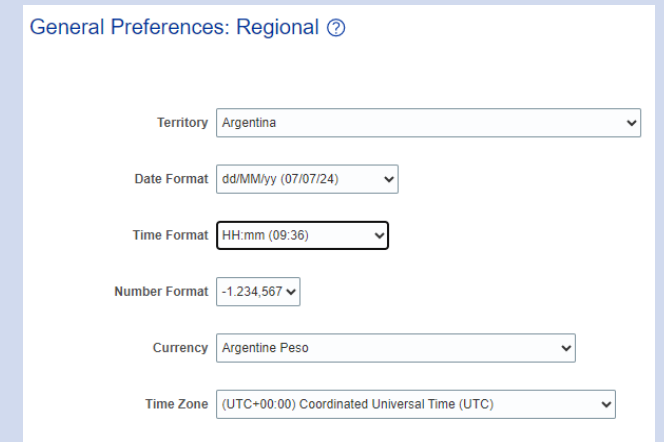 General Preferences: Regional ?
Territory Argentina
Date Format dd/MM/yy (07/07/24)
Time Format HH:mm (09:36)
Number Format -1.234,567
Currency Argentine Peso
Time Zone (UTC+00:00) Coordinated Universal Time (UTC)